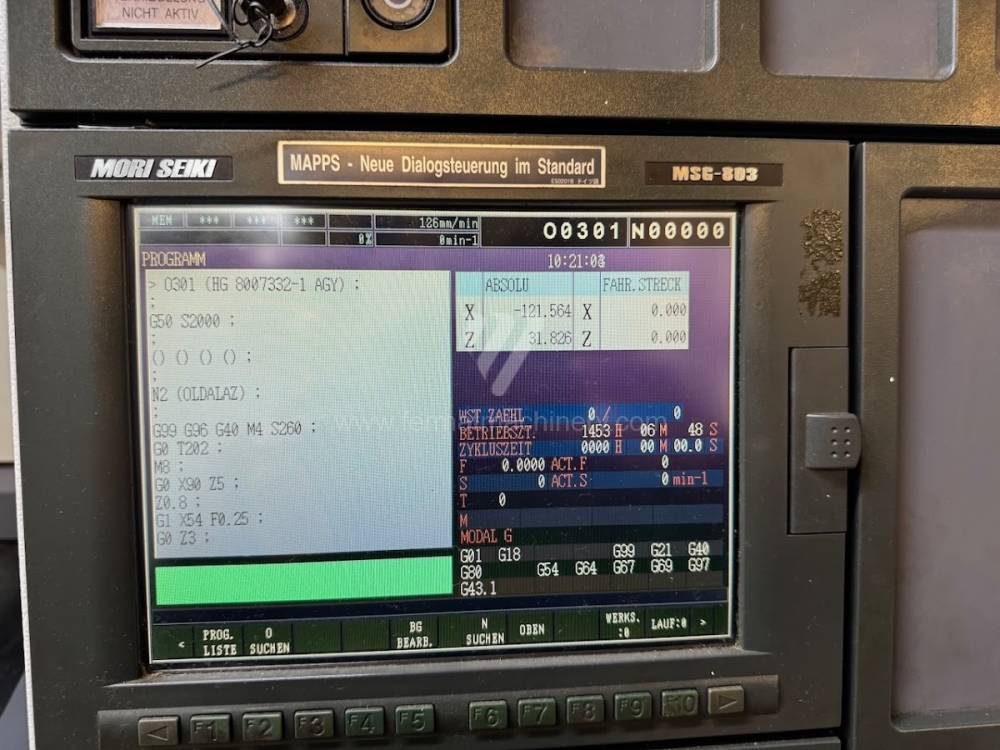 NICHT AKTIV
MORI SEIKI
MAPPS - Neue Dialogsteuerung im Standard
MSG-803
MEM *** *** *** 126mm/min
0% 0min-1
O0301 N00000
PROGRAMM 10:21:03
> O301 (HG 8007332-1 AGY) ;
;
G50 S2000 ;
;
() () () () ;
;
N2 (OLDALAZ) ;
;
G99 G96 G40 M4 S260 ;
G0 T202 ;
M8 ;
G0 X90 Z5 ;
Z0.8 ;
G1 X54 F0.25 ;
G0 Z3 ;
ABSOLU FAHR.STRECK
X -121.564 X 0.000
Z 31.826 Z 0.000
WST ZAEHL 0 / 0
BETRIEBSZT. 1453 H 06 M 48 S
ZYKLUSZEIT 0000 H 00 M 00.0 S
F 0.0000 ACT.F 0
S 0 ACT.S 0 min-1
T 0
M
MODAL G
G01 G18 G99 G21 G40
G80 G54 G64 G67 G69 G97
G43.1
< PROG. LISTE
O SUCHEN
BG BEARB.
N SUCHEN
OBEN
WERKS. :0
LAUF:0 >
F1 F2 F3 F4 F5 F6 F7 F8 F9 F10